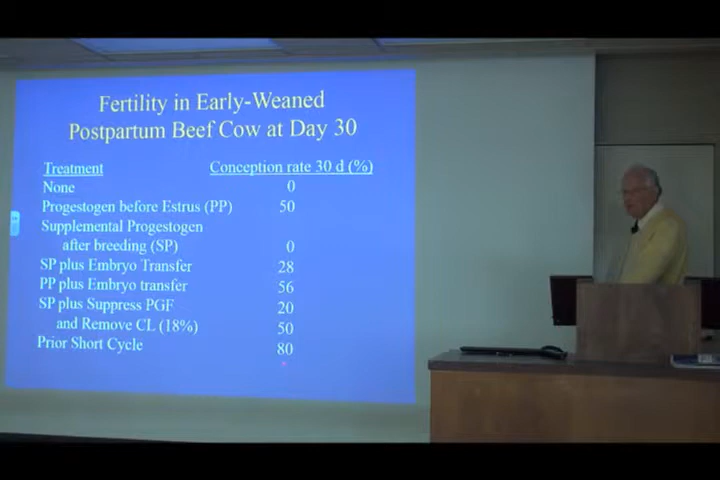 Fertility in Early-Weaned
Postpartum Beef Cow at Day 30
Treatment Conception rate 30 d (%)
None 0
Progestogen before Estrus (PP) 50
Supplemental Progestogen
after breeding (SP) 0
SP plus Embryo Transfer 28
PP plus Embryo transfer 56
SP plus Suppress PGF 20
and Remove CL (18%) 50
Prior Short Cycle 80